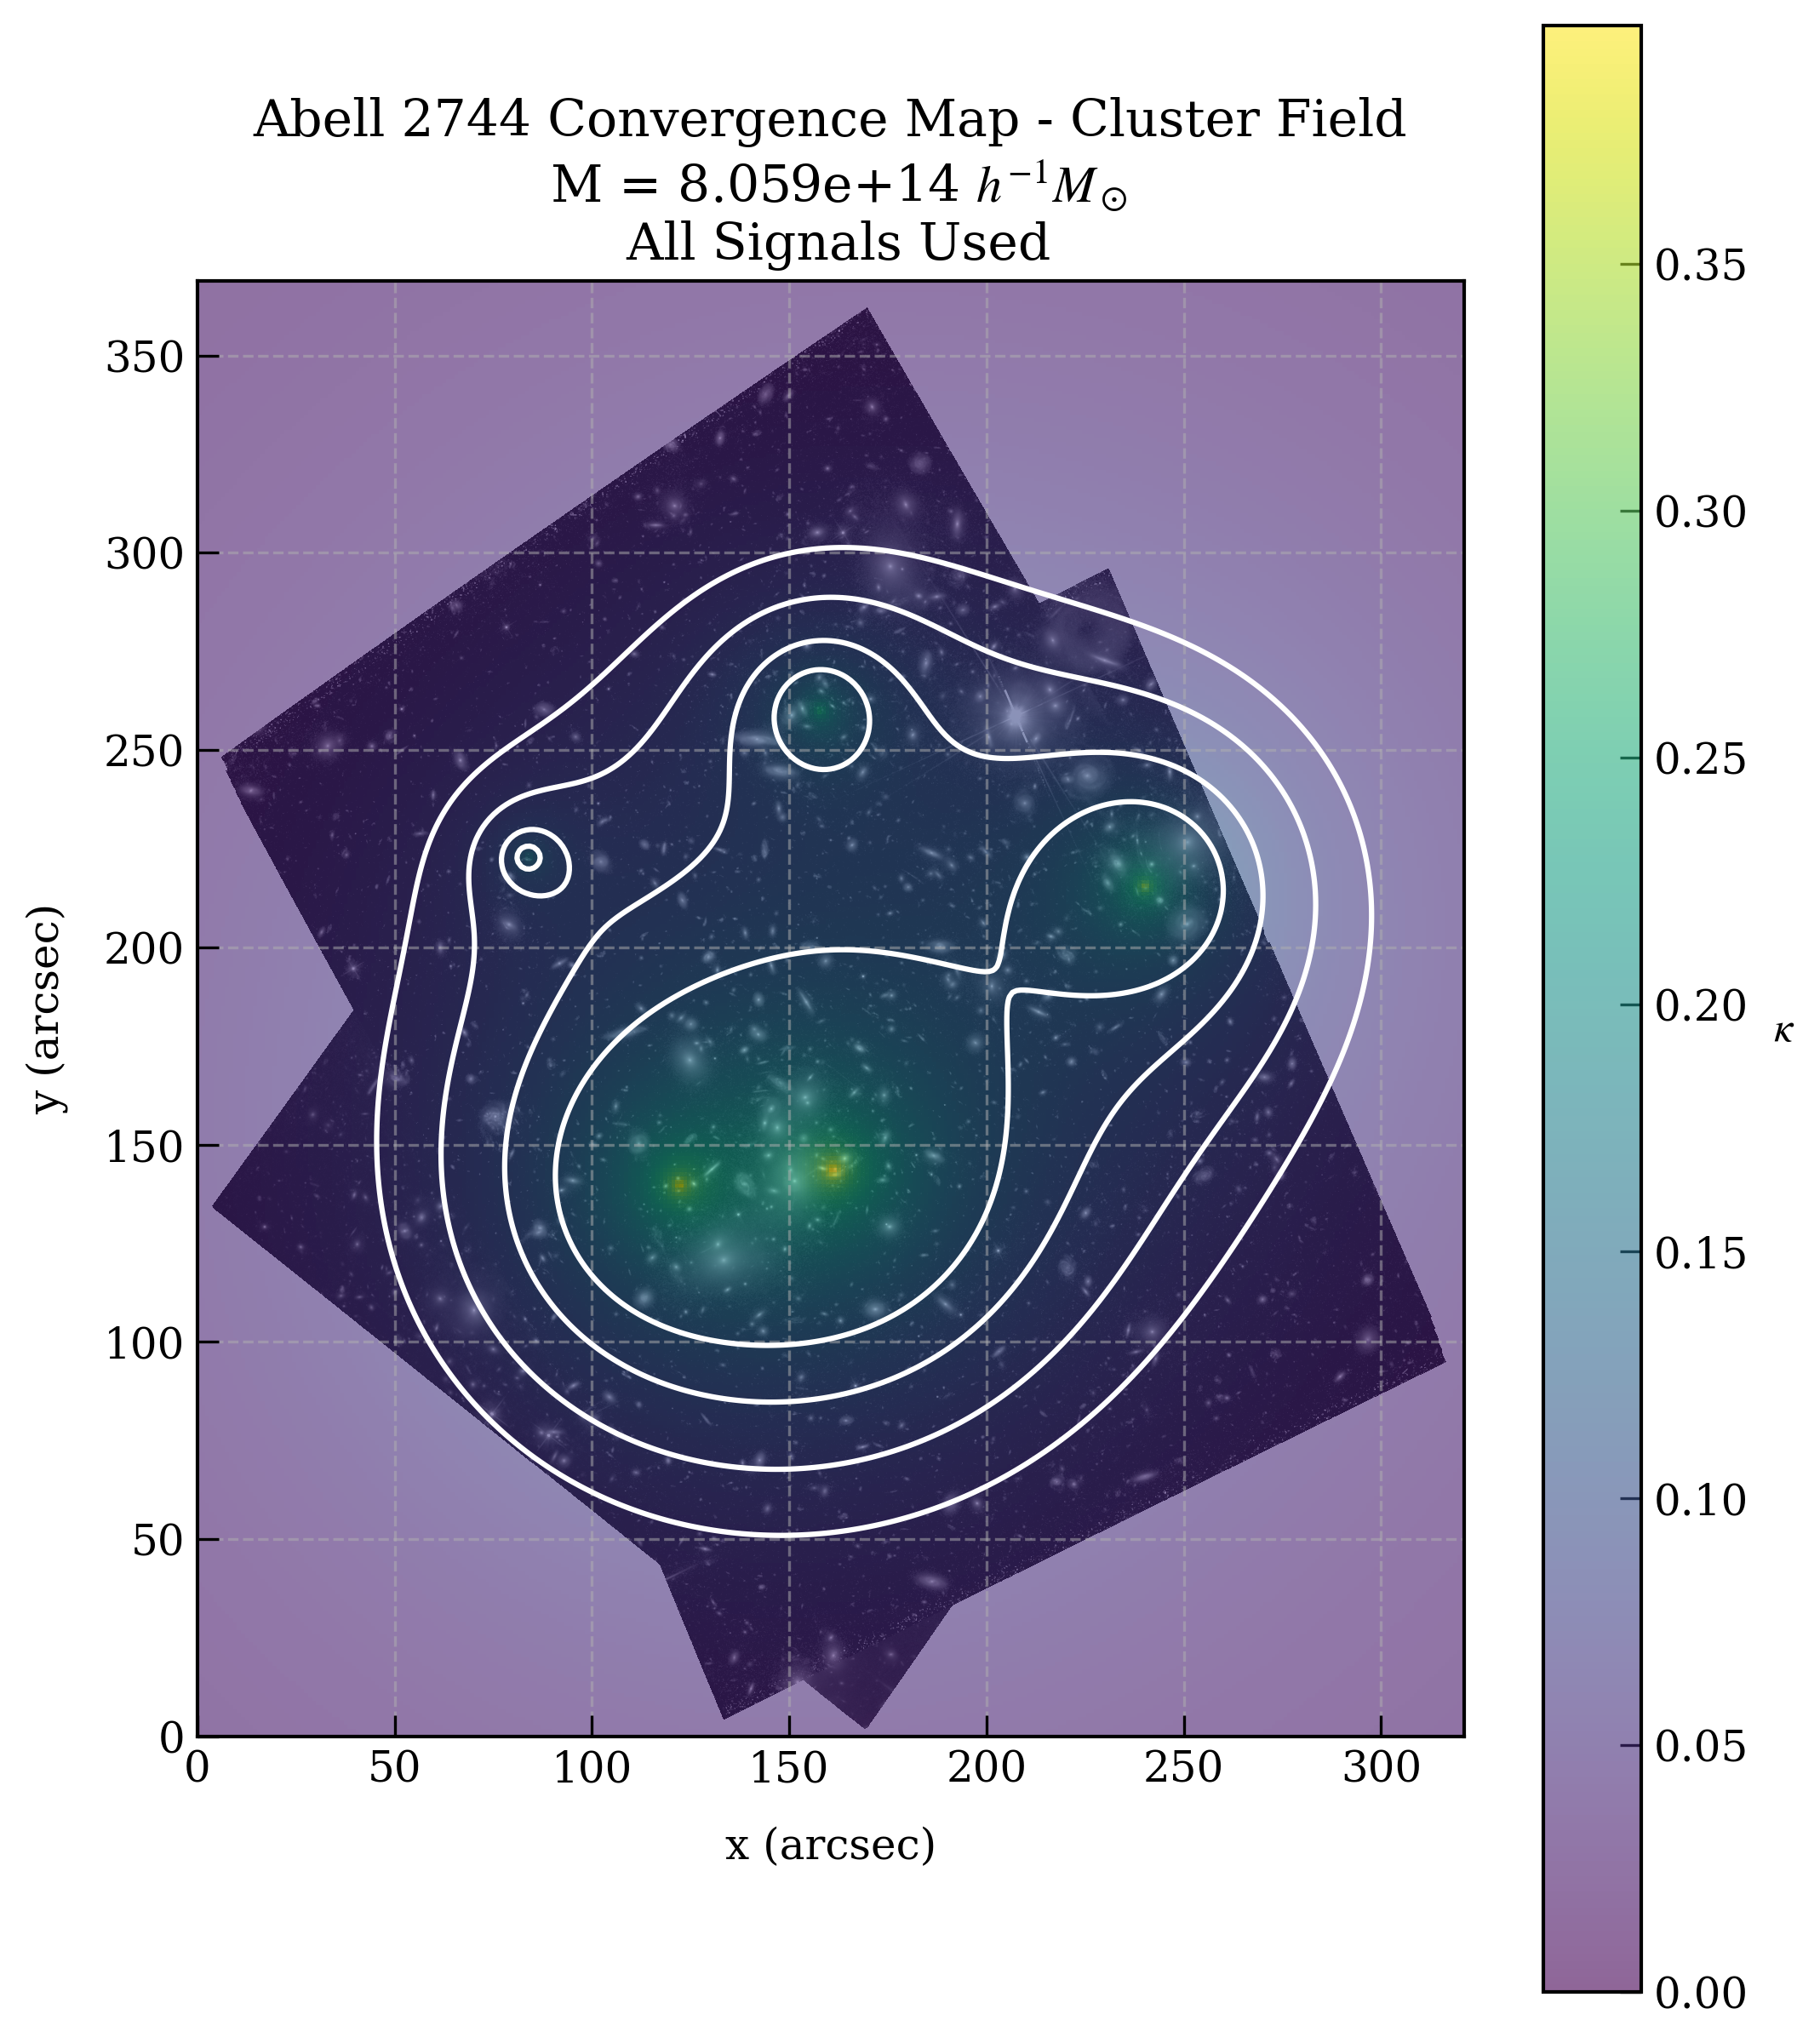 Abell 2744 Convergence Map - Cluster Field
M = 8.059e+14 h⁻¹M⊙
All Signals Used
y (arcsec)
350
300
250
200
150
100
50
0
0 50 100 150 200 250 300
x (arcsec)
0.35
0.30
0.25
0.20
0.15
0.10
0.05
0.00
κ